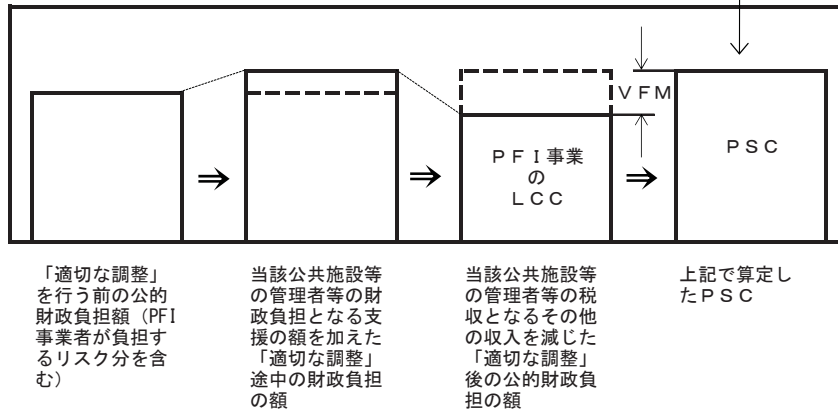 VFM
PFI事業
の
LCC
PSC
「適切な調整」
を行う前の公的
財政負担額（PFI
事業者が負担す
るリスク分を含
む）
当該公共施設等
の管理者等の財
政負担となる支
援の額を加えた
「適切な調整」
途中の財政負担
の額
当該公共施設等
の管理者等の税
収となるその他
の収入を減じた
「適切な調整」
後の公的財政負
担の額
上記で算定し
たPSC